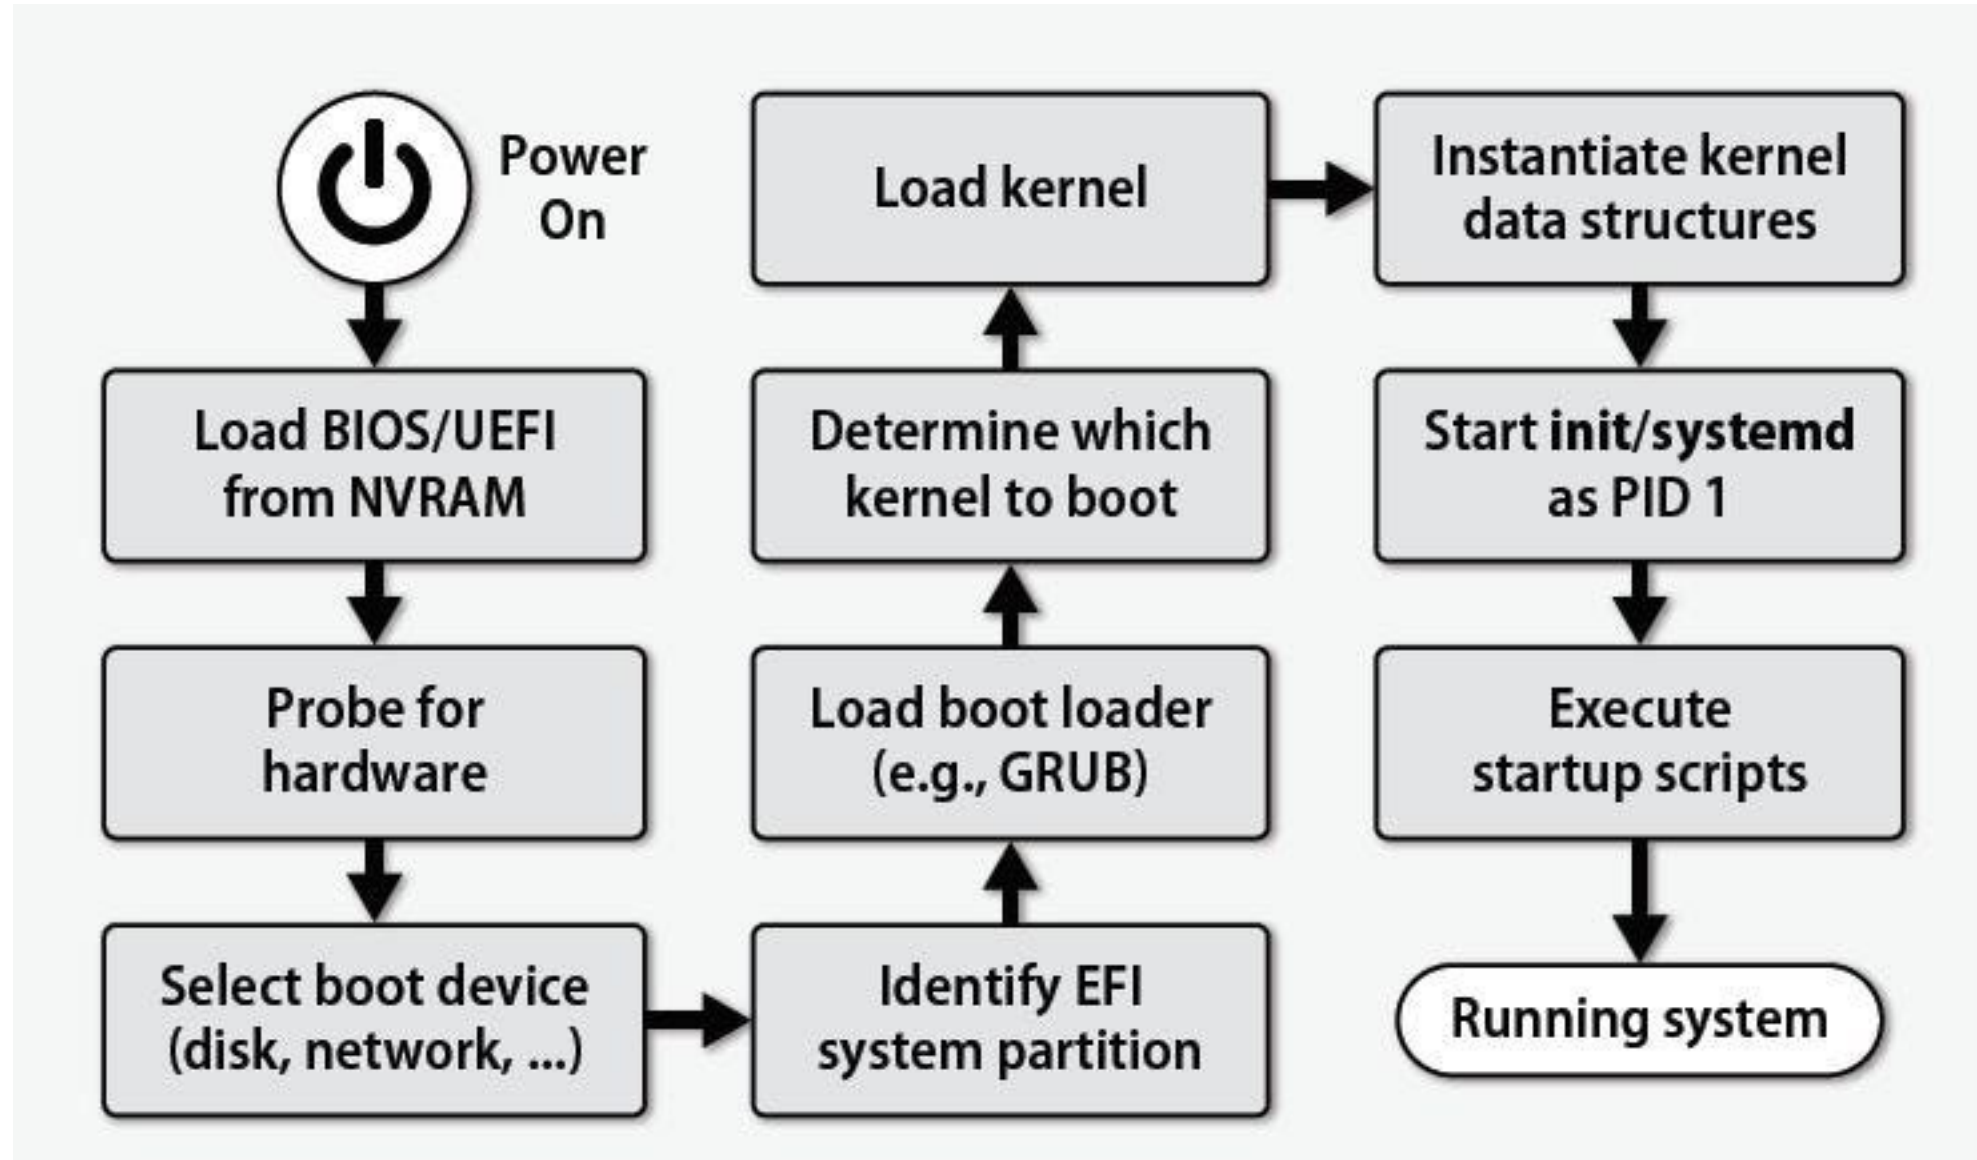 Power
On
Load BIOS/UEFI
from NVRAM
Probe for
hardware
Select boot device
(disk, network, ...)
Identify EFI
system partition
Load boot loader
(e.g., GRUB)
Determine which
kernel to boot
Load kernel
Instantiate kernel
data structures
Start init/systemd
as PID 1
Execute
startup scripts
Running system